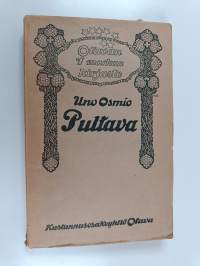 Otavan
1 markan
kirjasto
Uno Osmio
Pultava
Kustannusosakeyhtiö Otava